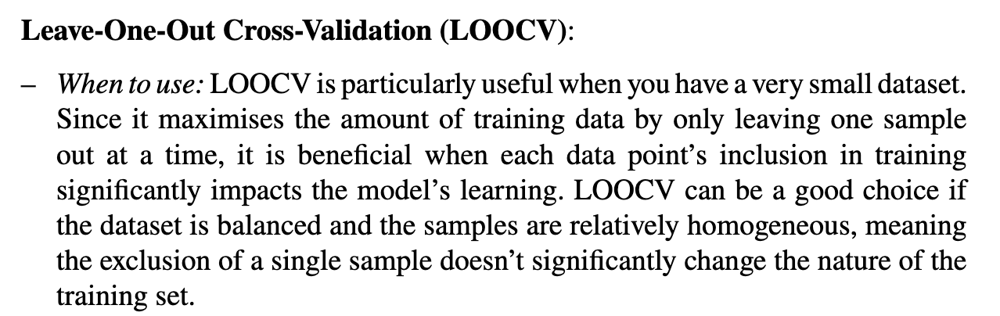 Leave-One-Out Cross-Validation (LOOCV):
– When to use: LOOCV is particularly useful when you have a very small dataset.
Since it maximises the amount of training data by only leaving one sample
out at a time, it is beneficial when each data point’s inclusion in training
significantly impacts the model’s learning. LOOCV can be a good choice if
the dataset is balanced and the samples are relatively homogeneous, meaning
the exclusion of a single sample doesn’t significantly change the nature of the
training set.